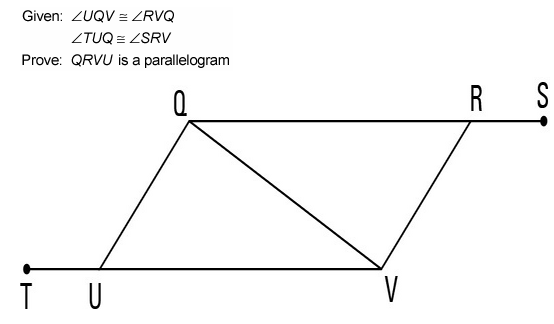 Given: ∠UQV ≅ ∠RVQ
∠TUQ ≅ ∠SRV
Prove: QRVU is a parallelogram
Q R S
T U V